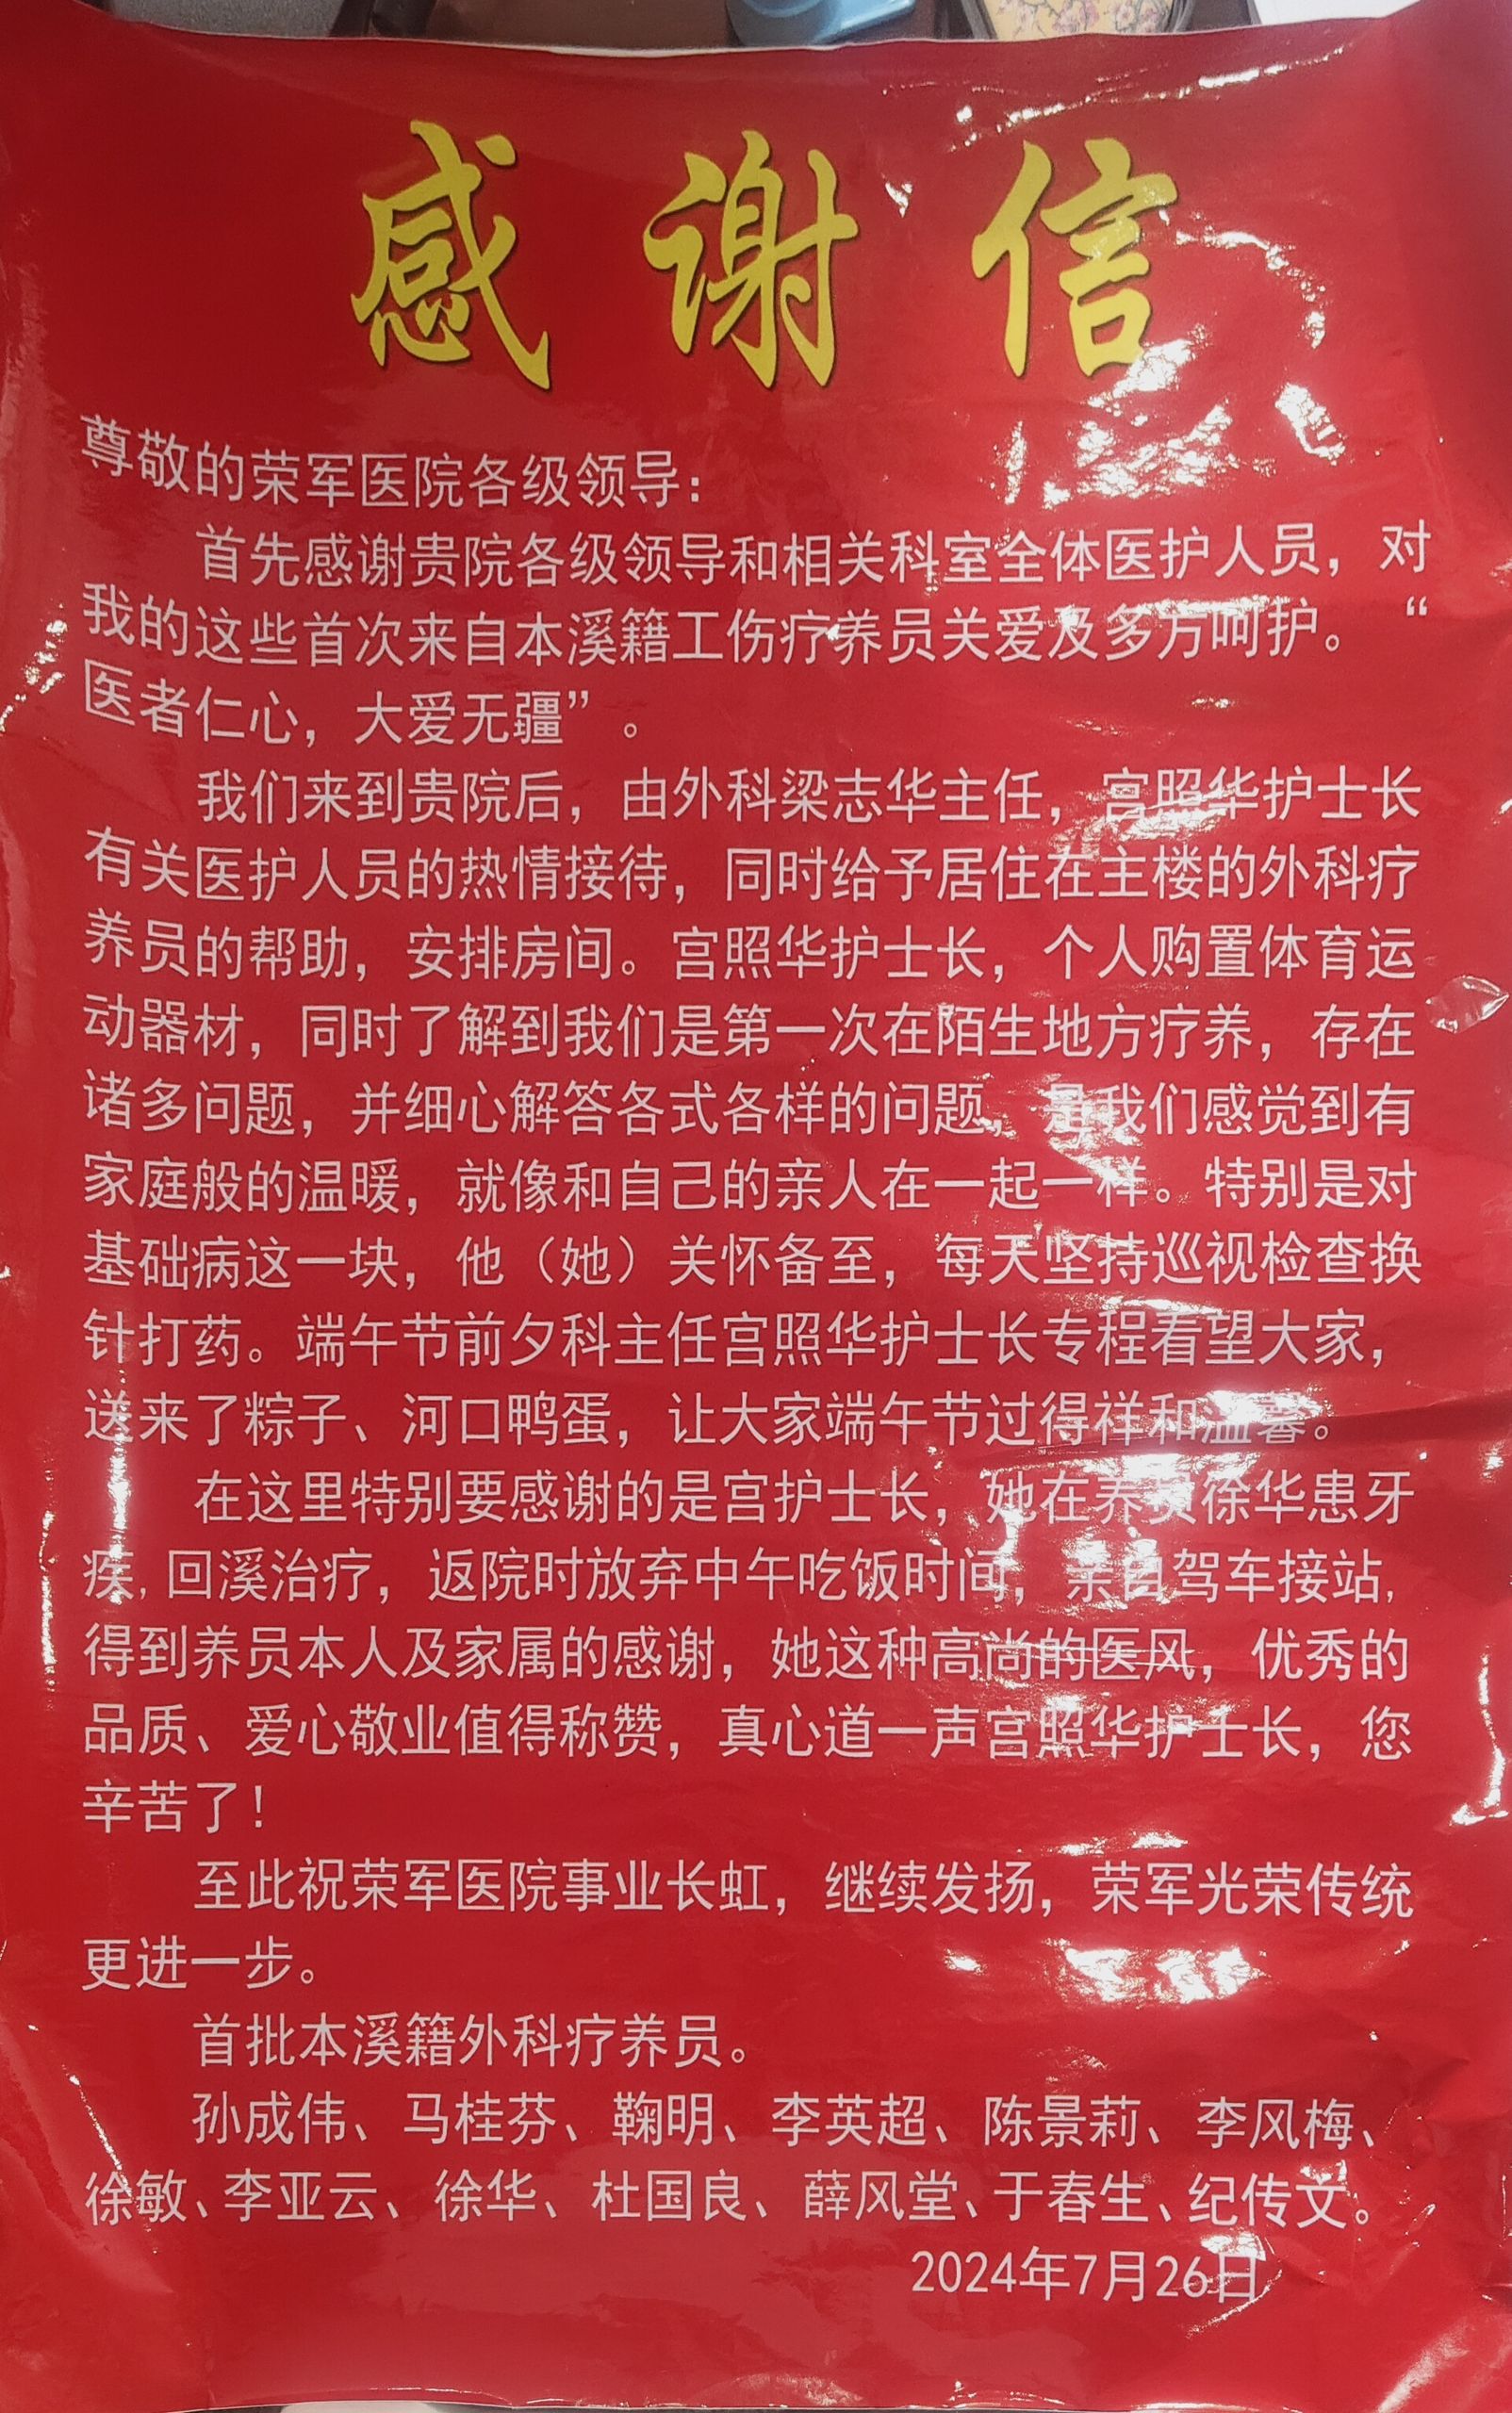 感谢信
尊敬的荣军医院各级领导：
首先感谢贵院各级领导和相关科室全体医护人员，对
我的这些首次来自本溪籍工伤疗养员关爱及多方呵护。“
医者仁心，大爱无疆”。
我们来到贵院后，由外科梁志华主任，宫照华护士长
有关医护人员的热情接待，同时给予居住在主楼的外科疗
养员的帮助，安排房间。宫照华护士长，个人购置体育运
动器材，同时了解到我们是第一次在陌生地方疗养，存在
诸多问题，并细心解答各式各样的问题，是我们感觉到有
家庭般的温暖，就像和自己的亲人在一起一样。特别是对
基础病这一块，他（她）关怀备至，每天坚持巡视检查换
针打药。端午节前夕科主任宫照华护士长专程看望大家，
送来了粽子、河口鸭蛋，让大家端午节过得祥和温馨。
在这里特别要感谢的是宫护士长，她在养员徐华患牙
疾，回溪治疗，返院时放弃中午吃饭时间，亲自驾车接站，
得到养员本人及家属的感谢，她这种高尚的医风，优秀的
品质、爱心敬业值得称赞，真心道一声宫照华护士长，您
辛苦了！
至此祝荣军医院事业长虹，继续发扬，荣军光荣传统
更进一步。
首批本溪籍外科疗养员。
孙成伟、马桂芬、鞠明、李英超、陈景莉、李风梅、
徐敏、李亚云、徐华、杜国良、薛风堂、于春生、纪传文。
2024年7月26日